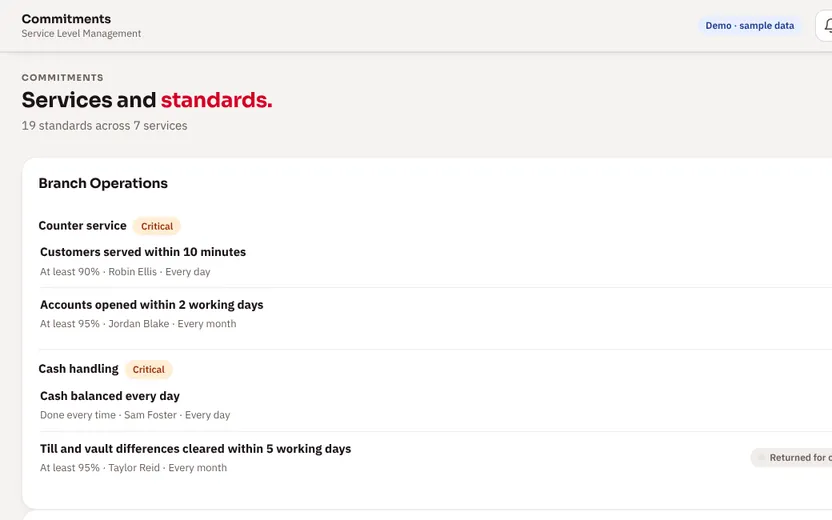 Commitments
Service Level Management
Demo · sample data
COMMITMENTS
Services and standards.
19 standards across 7 services
Branch Operations
Counter service Critical
Customers served within 10 minutes
At least 90% · Robin Ellis · Every day
Accounts opened within 2 working days
At least 95% · Jordan Blake · Every month
Cash handling Critical
Cash balanced every day
Done every time · Sam Foster · Every day
Till and vault differences cleared within 5 working days
Returned for
At least 95% · Taylor Reid · Every month